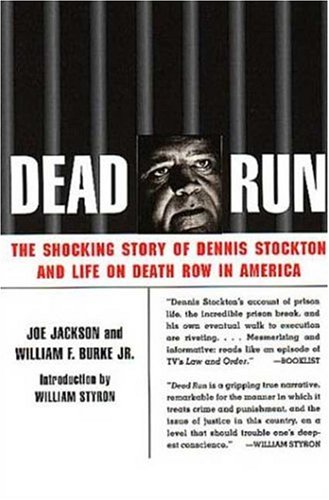 DEAD RUN
THE SHOCKING STORY OF DENNIS STOCKTON
AND LIFE ON DEATH ROW IN AMERICA
JOE JACKSON and
WILLIAM F. BURKE JR.
Introduction by
WILLIAM STYRON
"Dennis Stockton's account of prison
life, the incredible prison break, and
his own eventual walk to execution
are riveting. . . . Mesmerizing and
informative: reads like an episode of
TV's Law and Order." —BOOKLIST
"Dead Run is a gripping true narrative,
remarkable for the manner in which it
treats crime and punishment, and the
issue of justice in this country, on
a level that should trouble one's deep-
est conscience." —WILLIAM STYRON